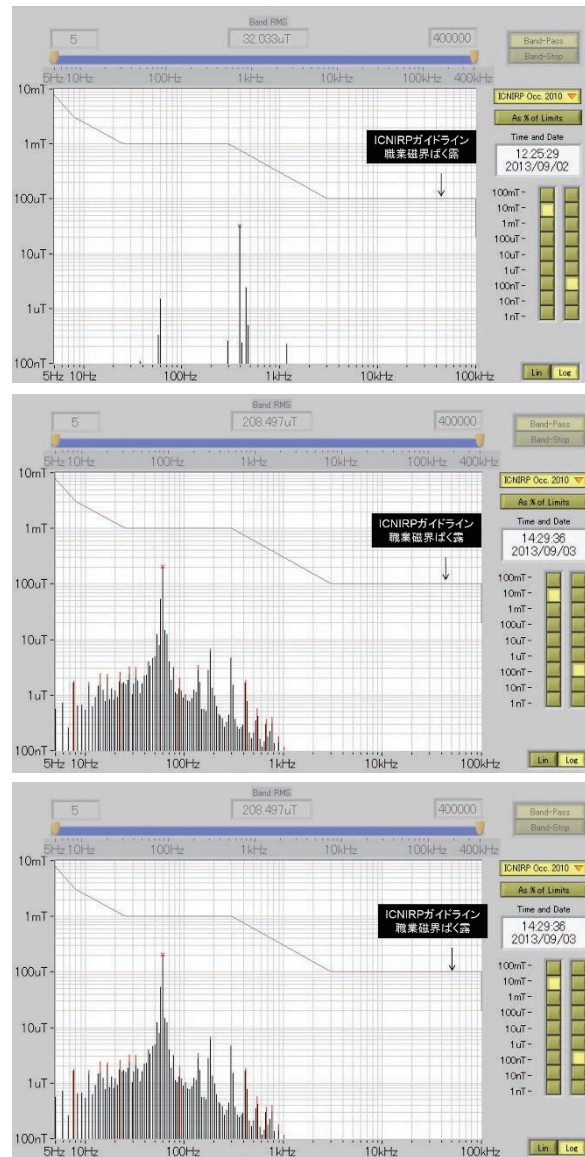 Band RMS
5 32.033uT 400000
Band-Pass
Band-Stop
5Hz 10Hz 100Hz 1kHz 10kHz 100kHz 400kHz
ICNIRP Occ. 2010
As % of Limits
Time and Date
12:25:29
2013/09/02
10mT
1mT
100uT
10uT
1uT
100nT
ICNIRPガイドライン
職業磁界ばく露
100mT
10mT
1mT
100uT
10uT
1uT
100nT
10nT
1nT
5Hz 10Hz 100Hz 1kHz 10kHz 100kHz
Lin Log
Band RMS
5 208.497uT 400000
Band-Pass
Band-Stop
5Hz 10Hz 100Hz 1kHz 10kHz 100kHz 400kHz
ICNIRP Occ. 2010
As % of Limits
Time and Date
14:29:36
2013/09/03
10mT
1mT
100uT
10uT
1uT
100nT
ICNIRPガイドライン
職業磁界ばく露
100mT
10mT
1mT
100uT
10uT
1uT
100nT
10nT
1nT
5Hz 10Hz 100Hz 1kHz 10kHz 100kHz
Lin Log
Band RMS
5 208.497uT 400000
Band-Pass
Band-Stop
5Hz 10Hz 100Hz 1kHz 10kHz 100kHz 400kHz
ICNIRP Occ. 2010
As % of Limits
Time and Date
14:29:36
2013/09/03
10mT
1mT
100uT
10uT
1uT
100nT
ICNIRPガイドライン
職業磁界ばく露
100mT
10mT
1mT
100uT
10uT
1uT
100nT
10nT
1nT
5Hz 10Hz 100Hz 1kHz 10kHz 100kHz
Lin Log